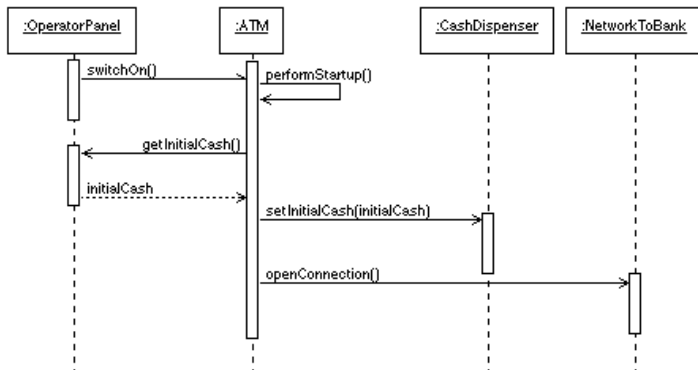 :OperatorPanel
:ATM
:CashDispenser
:NetworkToBank
switchOn()
performStartup()
getInitialCash()
initialCash
setInitialCash(initialCash)
openConnection()